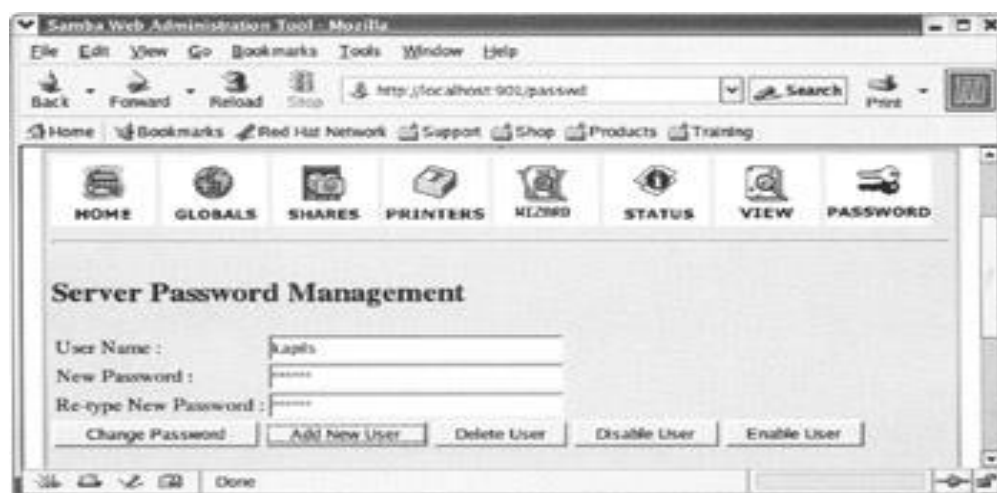 Samba Web Administration Tool - Mozilla
File Edit View Go Bookmarks Tools Window Help
Back Forward Reload Stop http://localhost:901/passwd Search Print
Home Bookmarks Red Hat Network Support Shop Products Training
HOME GLOBALS SHARES PRINTERS WIZARD STATUS VIEW PASSWORD
Server Password Management
User Name : kapils
New Password : ******
Re-type New Password : ******
Change Password Add New User Delete User Disable User Enable User
Done